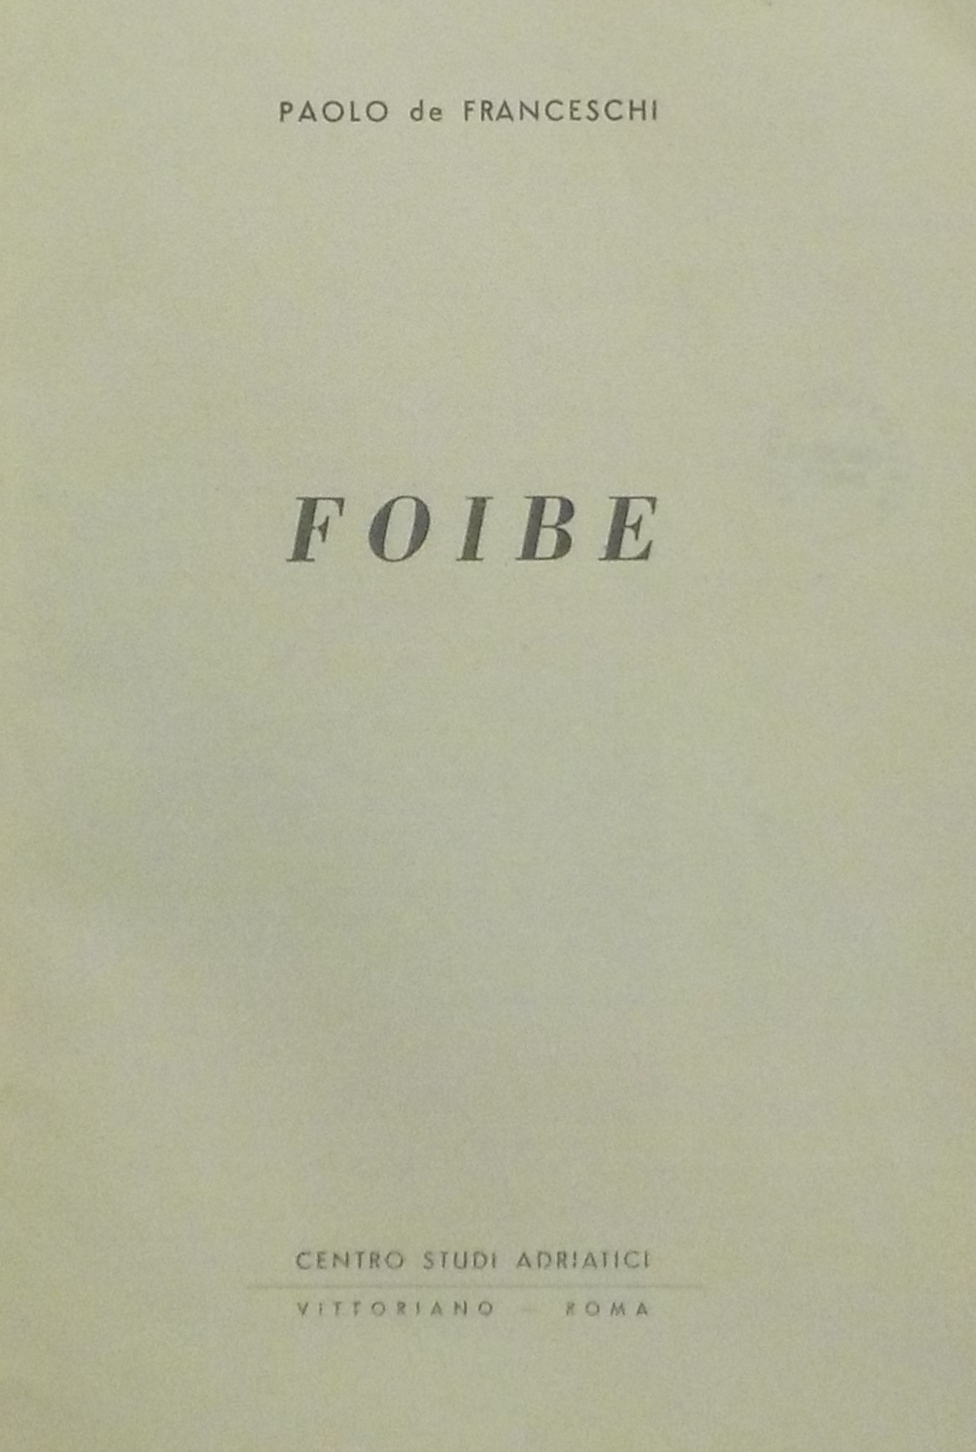 PAOLO de FRANCESCHI
FOIBE
CENTRO STUDI ADRIATICI
VITTORIANO - ROMA